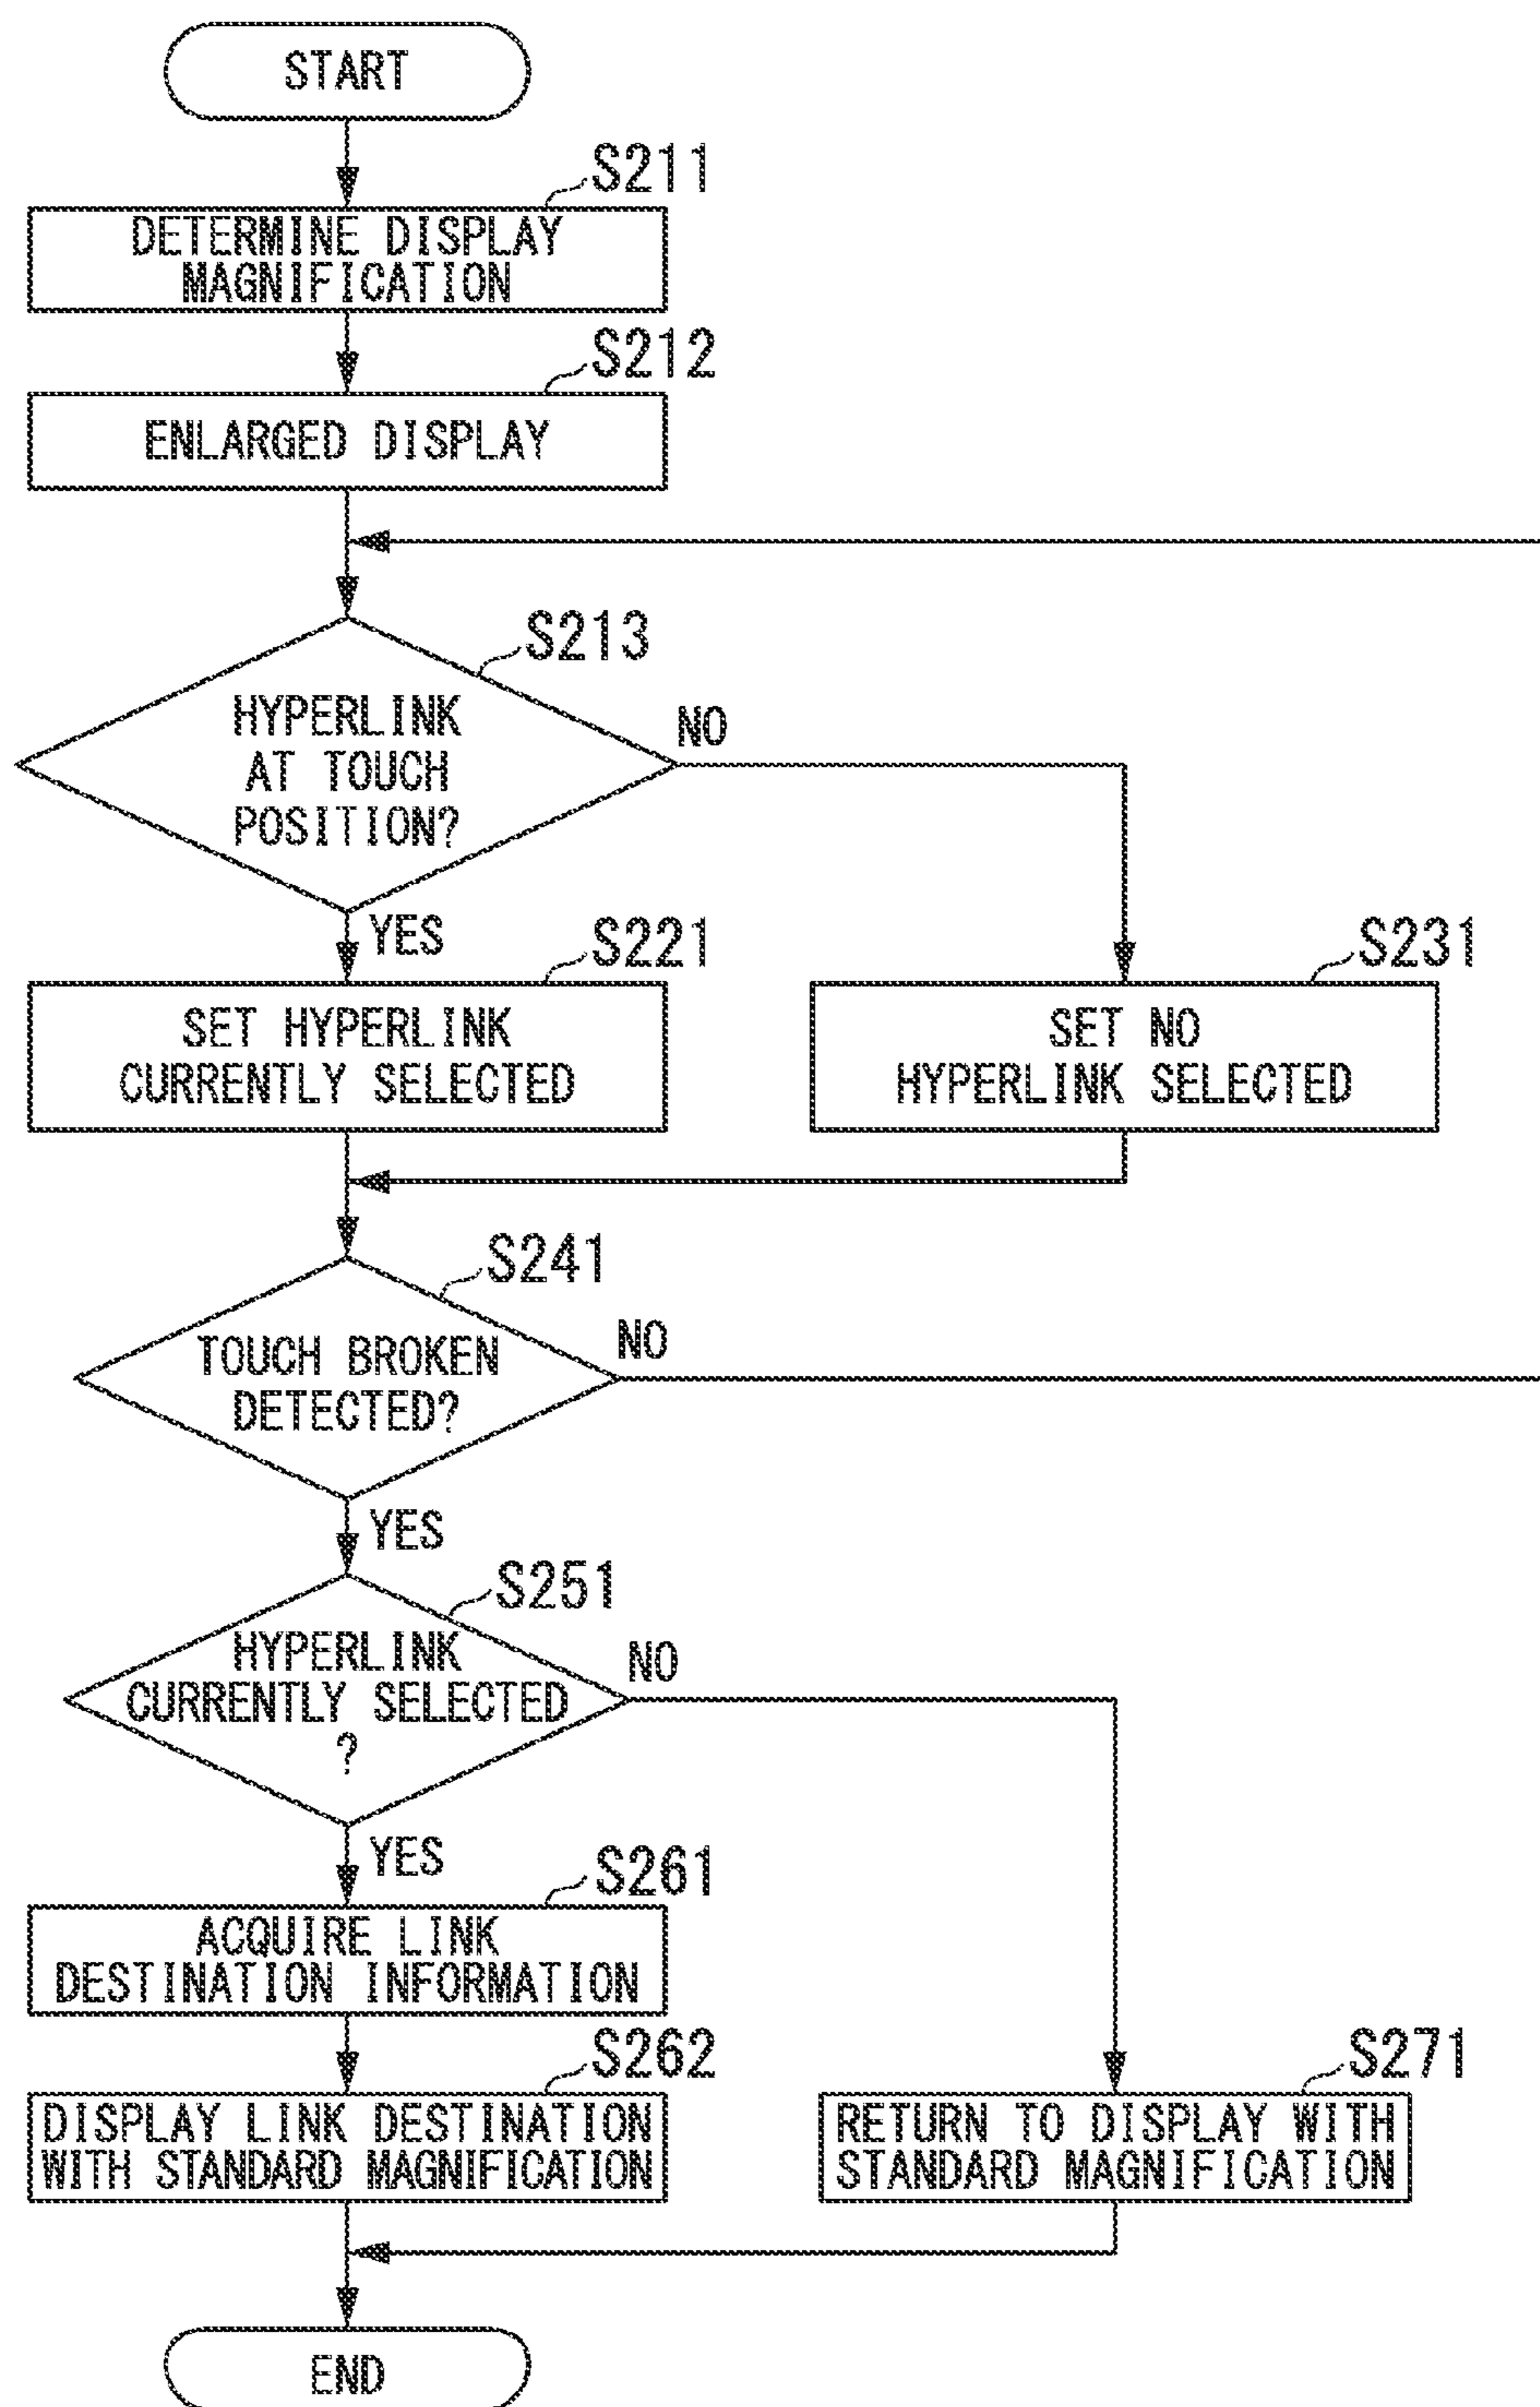 START
S211
DETERMINE DISPLAY
MAGNIFICATION
S212
ENLARGED DISPLAY
S213
HYPERLINK
AT TOUCH
POSITION?
NO
YES
S221
SET HYPERLINK
CURRENTLY SELECTED
S231
SET NO
HYPERLINK SELECTED
S241
TOUCH BROKEN
DETECTED?
NO
YES
S251
HYPERLINK
CURRENTLY SELECTED
?
NO
YES
S261
ACQUIRE LINK
DESTINATION INFORMATION
S262
DISPLAY LINK DESTINATION
WITH STANDARD MAGNIFICATION
S271
RETURN TO DISPLAY WITH
STANDARD MAGNIFICATION
END